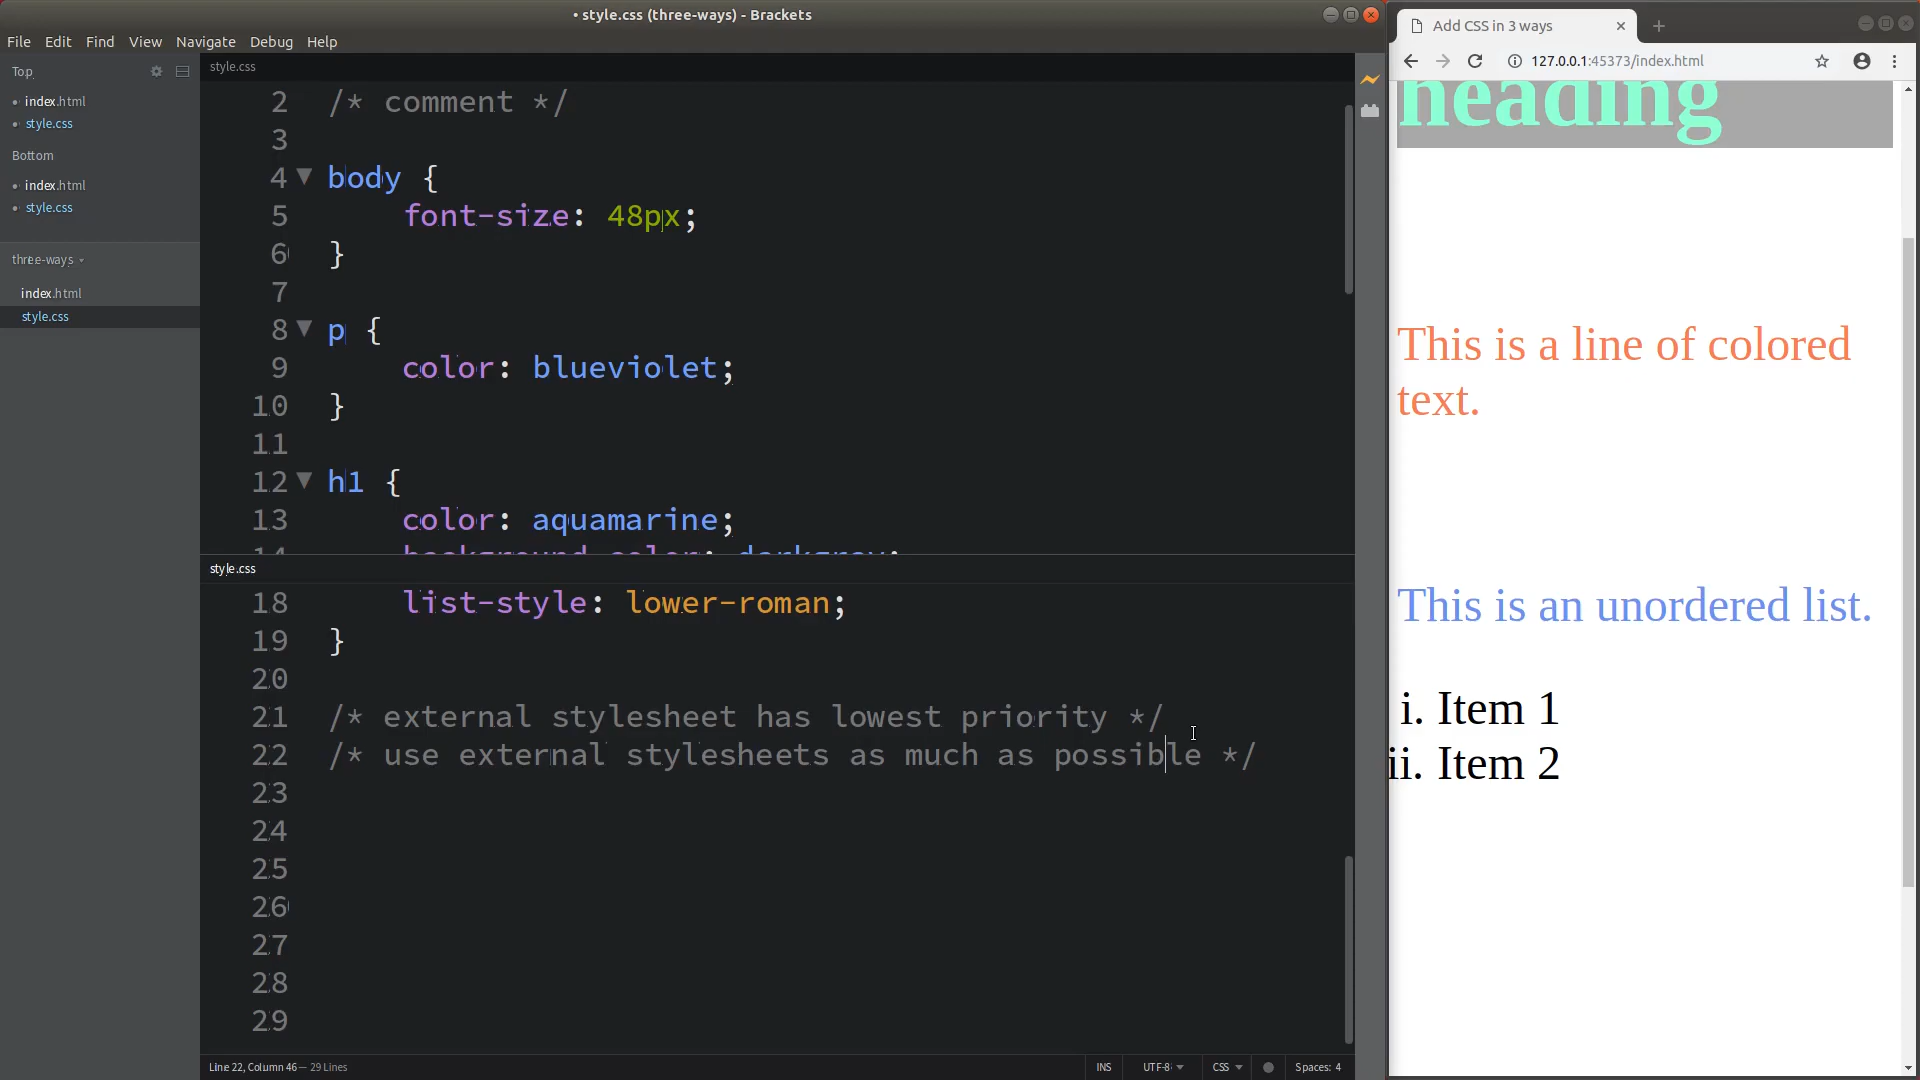 • style.css (three-ways) - Brackets
File Edit Find View Navigate Debug Help
Top
• index.html
• style.css
Bottom
• index.html
• style.css
three-ways
index.html
style.css
style.css
2 /* comment */
3
4 body {
5 font-size: 48px;
6 }
7
8 p {
9 color: blueviolet;
10 }
11
12 h1 {
13 color: aquamarine;
14 background-color: darkgray;
style.css
18 list-style: lower-roman;
19 }
20
21 /* external stylesheet has lowest priority */
22 /* use external stylesheets as much as possible */
23
24
25
26
27
28
29
Line 22, Column 46 — 29 Lines
INS UTF-8 CSS Spaces: 4
Add CSS in 3 ways
127.0.0.1:45373/index.html
heading
This is a line of colored
text.
This is an unordered list.
i. Item 1
ii. Item 2